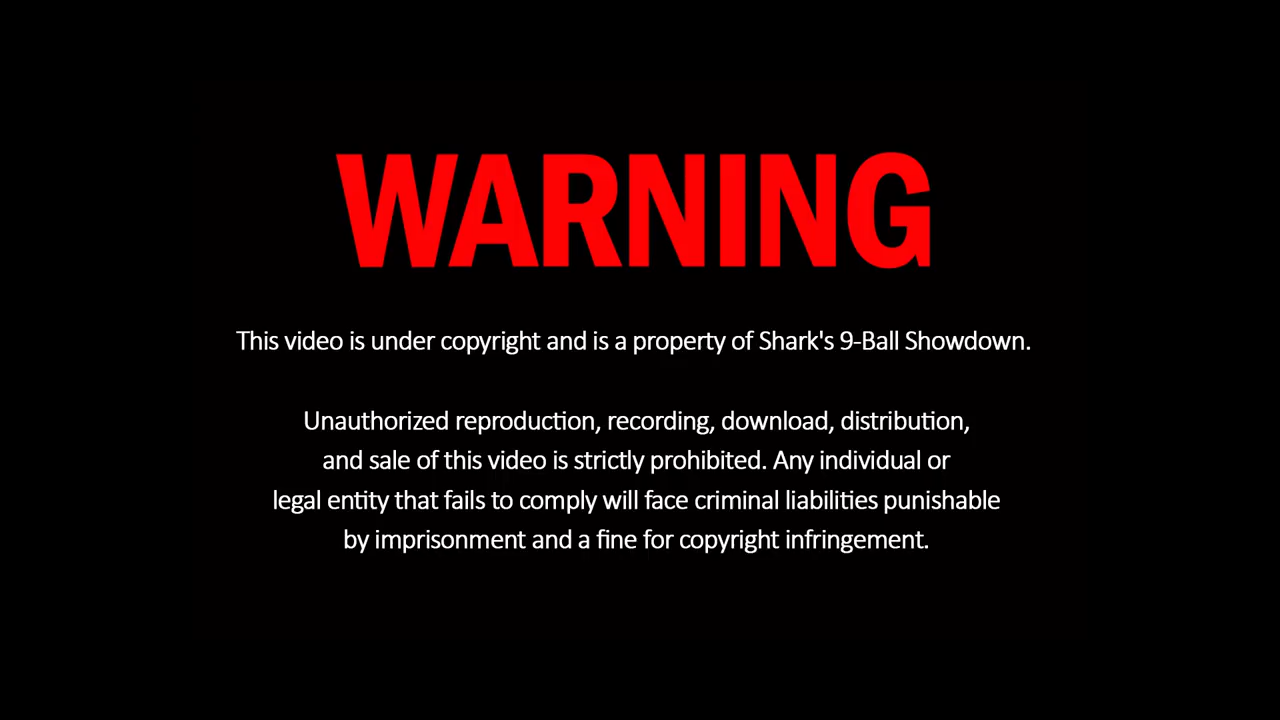 WARNING
This video is under copyright and is a property of Shark's 9-Ball Showdown.
Unauthorized reproduction, recording, download, distribution,
and sale of this video is strictly prohibited. Any individual or
legal entity that fails to comply will face criminal liabilities punishable
by imprisonment and a fine for copyright infringement.